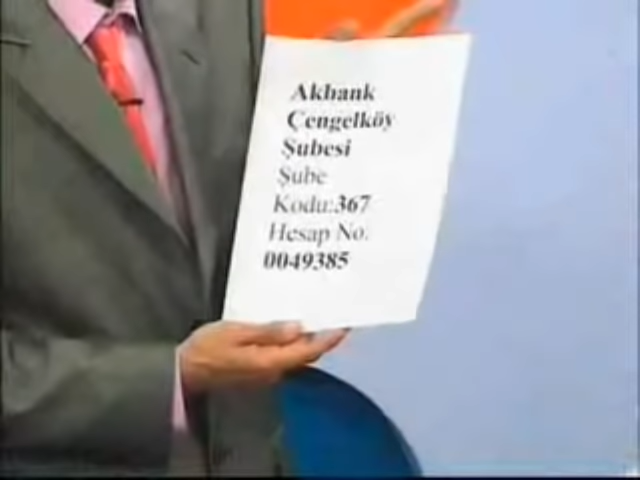 Akbank
Çengelköy
Şubesi
Şube
Kodu:367
Hesap No.
0049385